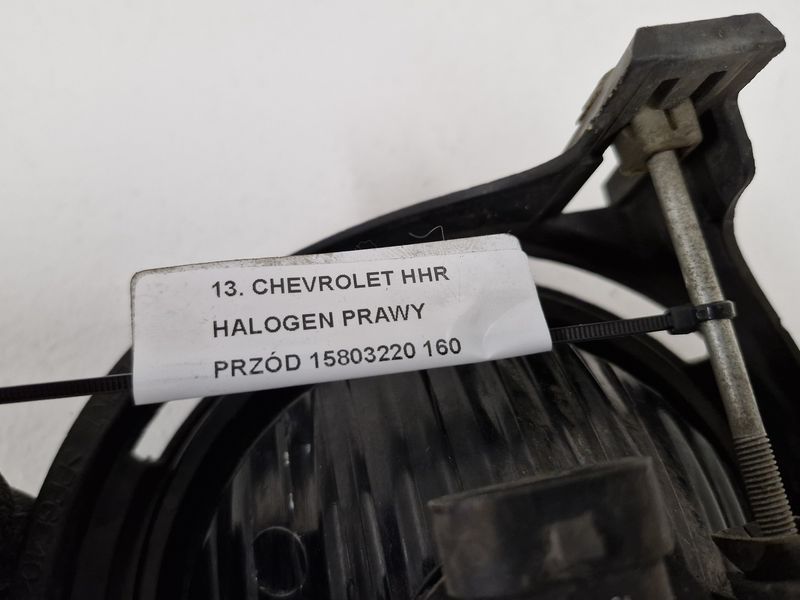 13. CHEVROLET HHR
HALOGEN PRAWY
PRZÓD 15803220 160